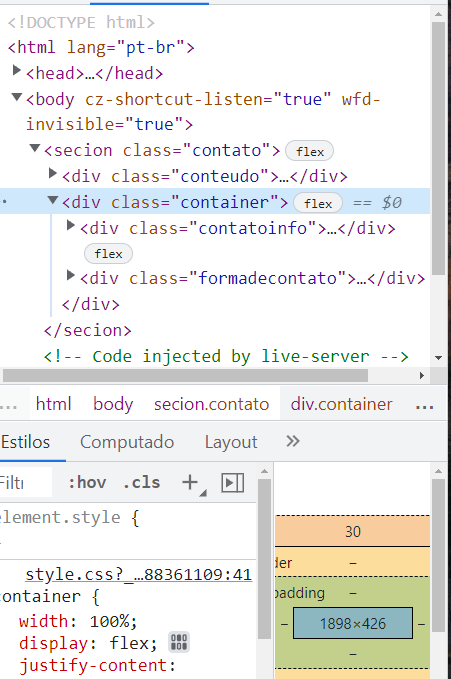 <!DOCTYPE html>
<html lang="pt-br">
<head>…</head>
<body cz-shortcut-listen="true" wfd-
invisible="true">
<secion class="contato> flex
<div class="conteudo">…</div>
<div class="container"> flex == $0
<div class="contatoinfo">…</div>
flex
<div class="formadecontato">…</div>
</div>
</secion>
<!-- Code injected by live-server -->
... html body secion.contato div.container ...
Estilos Computado Layout »
Filtr :hov .cls +
element.style {
style.css?_…88361109:41
container {
width: 100%;
display: flex;
justify-content:
30
der –
padding –
– 1898×426 –
–